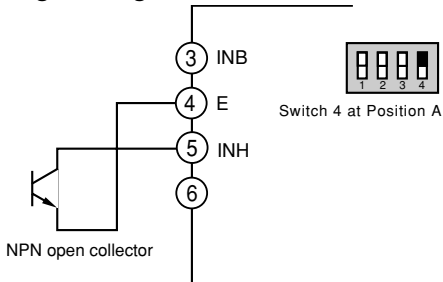 3 INB
4 E
5 INH
6
1 2 3 4
Switch 4 at Position A
NPN open collector